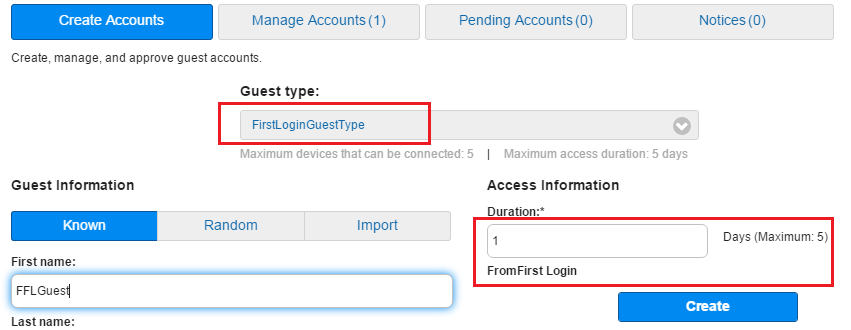 Create Accounts
Manage Accounts (1)
Pending Accounts (0)
Notices (0)
Create, manage, and approve guest accounts.
Guest type:
FirstLoginGuestType
Maximum devices that can be connected: 5 | Maximum access duration: 5 days
Guest Information
Known
Random
Import
First name:
FFLGuest
Last name:
Access Information
Duration:*
1
Days (Maximum: 5)
FromFirst Login
Create